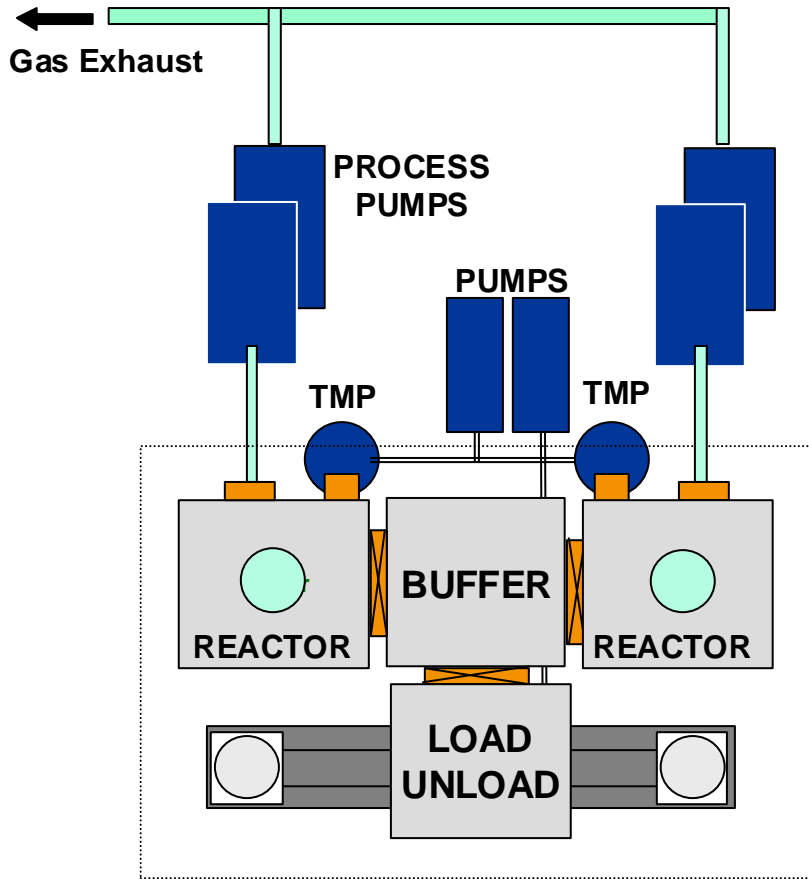 Gas Exhaust
PROCESS
PUMPS
PUMPS
TMP
TMP
BUFFER
REACTOR
REACTOR
LOAD
UNLOAD